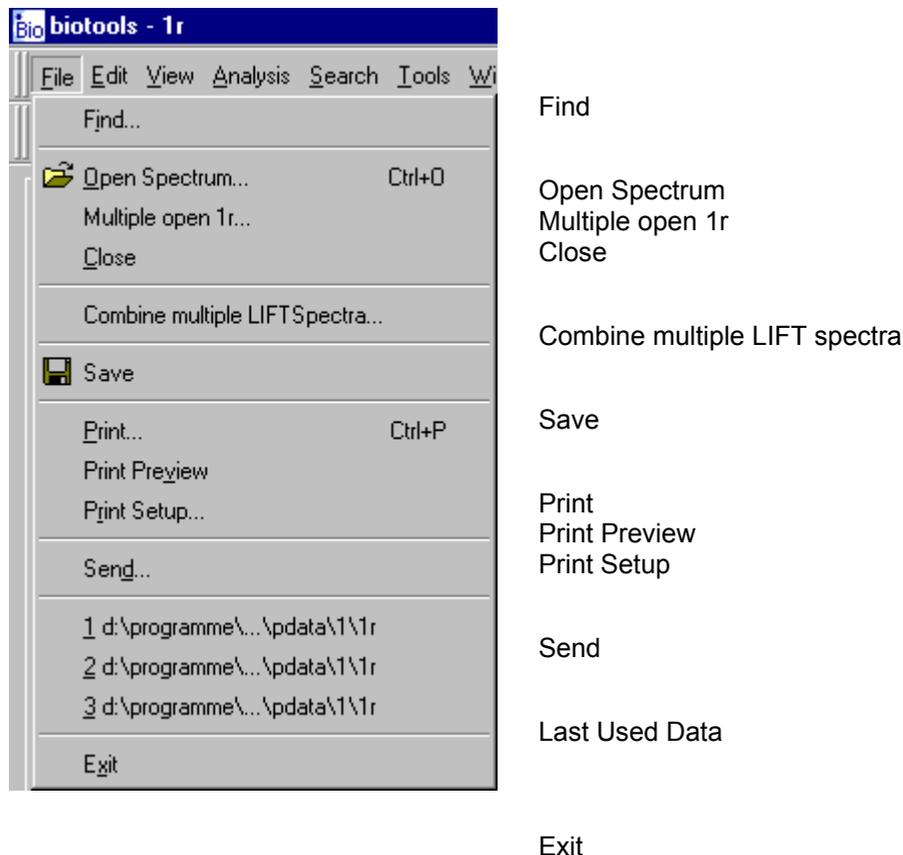 Bio biotools - 1r
File Edit View Analysis Search Tools Wi
Find...
Open Spectrum... Ctrl+O
Multiple open 1r...
Close
Combine multiple LIFTSpectra...
Save
Print... Ctrl+P
Print Preview
Print Setup...
Send...
1 d:\programme\...\pdata\1\1r
2 d:\programme\...\pdata\1\1r
3 d:\programme\...\pdata\1\1r
Exit
Find
Open Spectrum
Multiple open 1r
Close
Combine multiple LIFT spectra
Save
Print
Print Preview
Print Setup
Send
Last Used Data
Exit